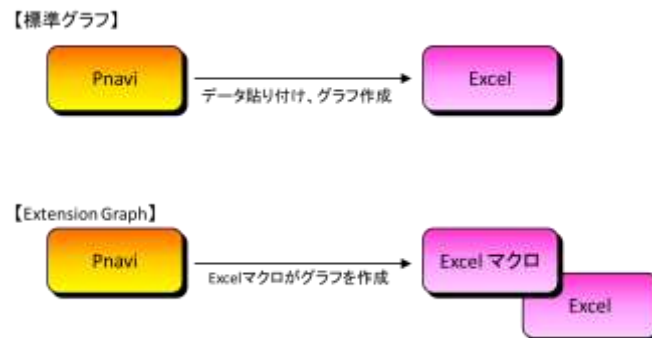 【標準グラフ】
Pnavi
データ貼り付け、グラフ作成
Excel
【Extension Graph】
Pnavi
Excelマクロがグラフを作成
Excel マクロ
Excel